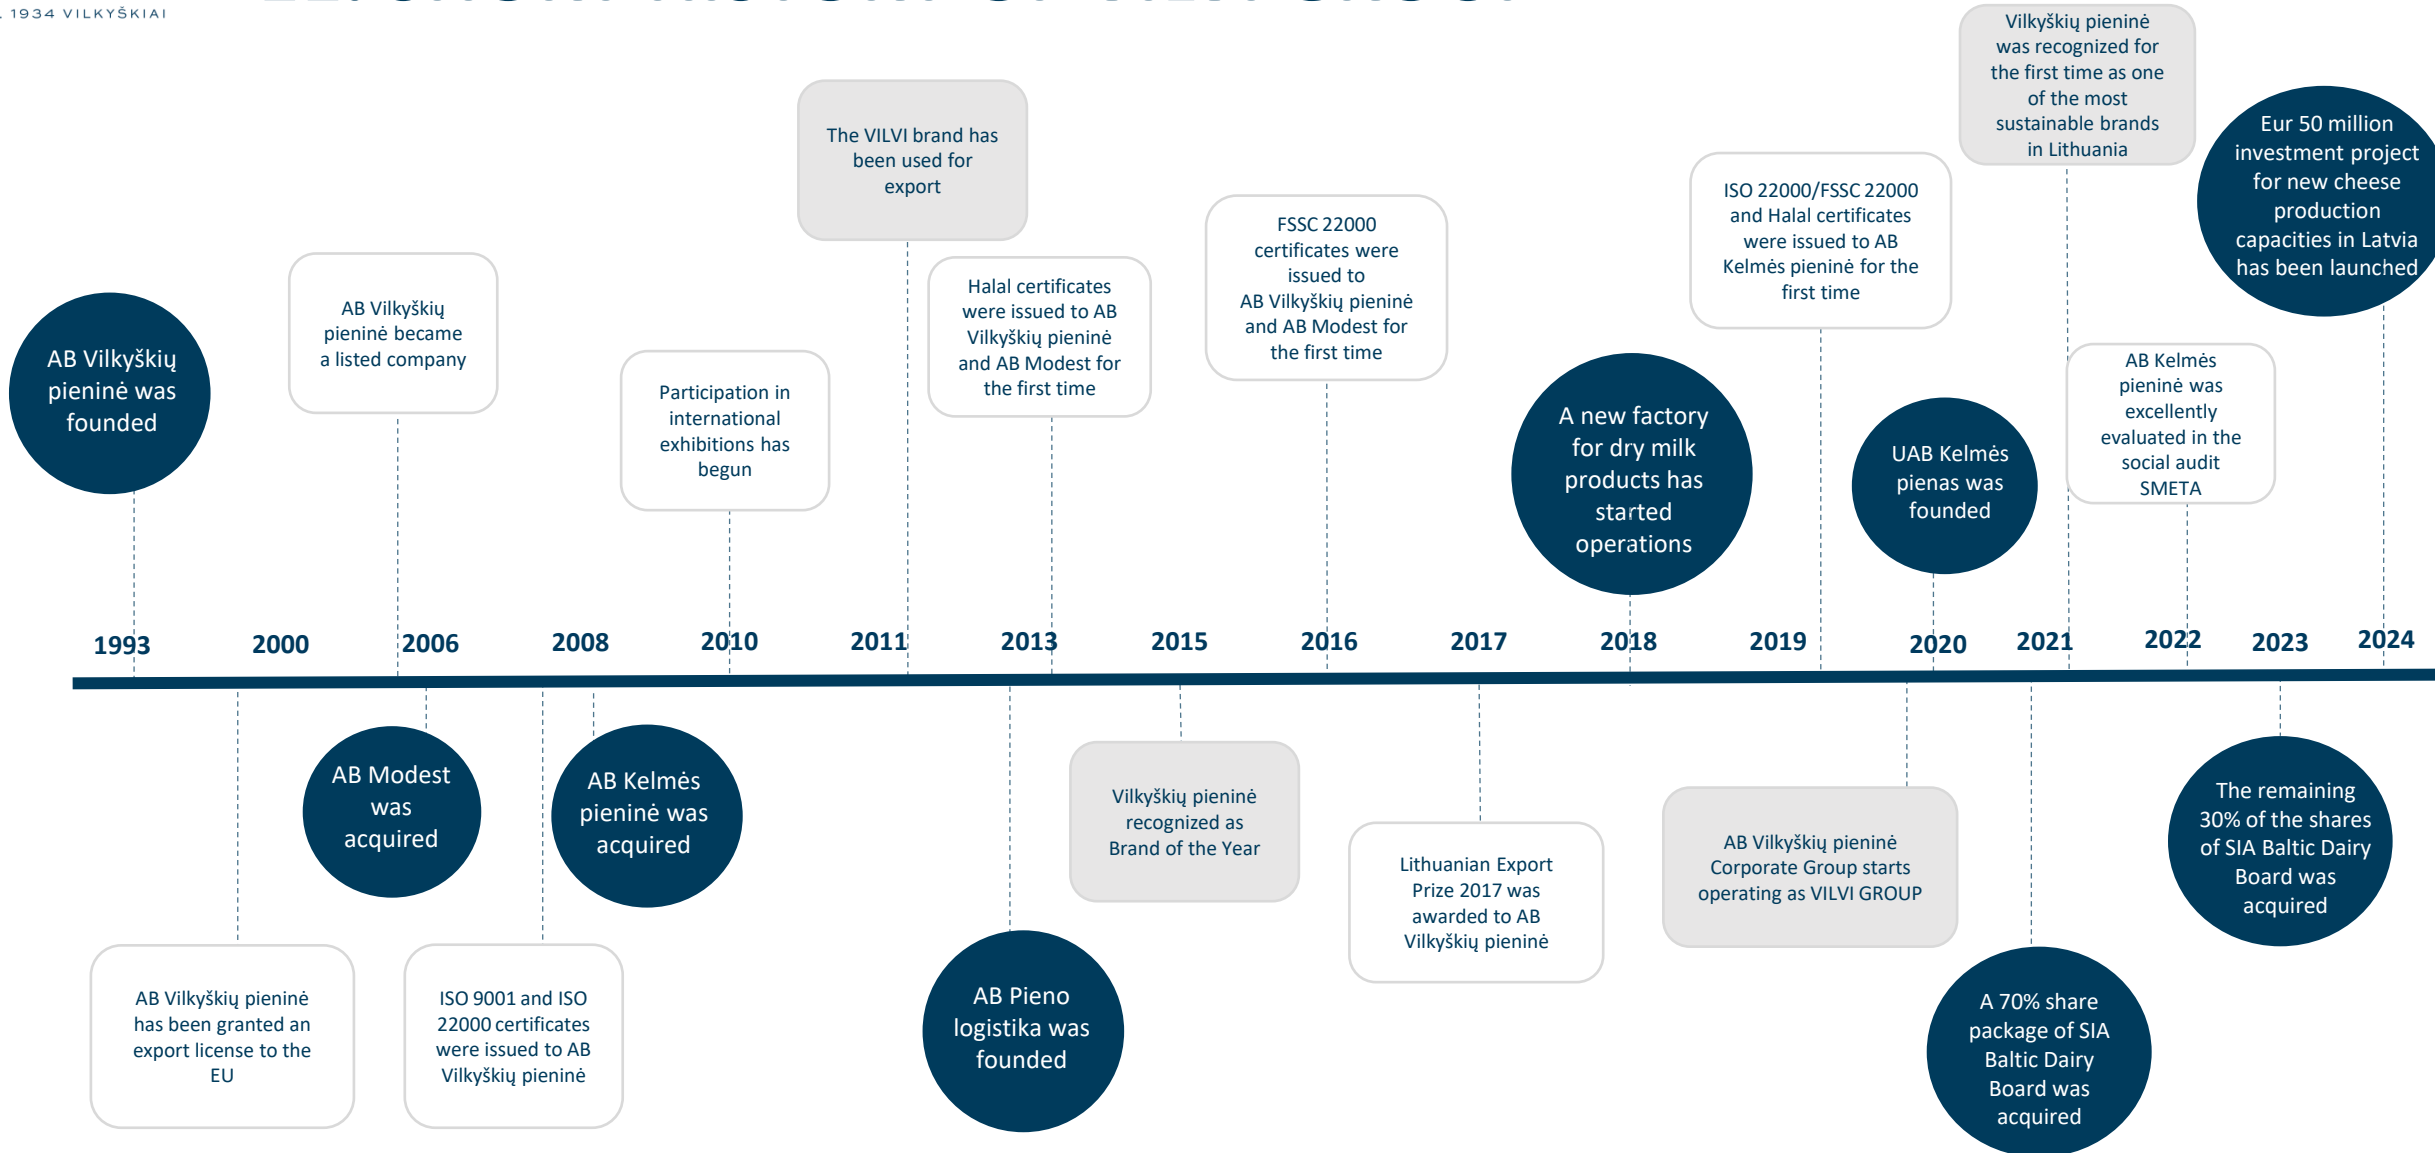 1934 VILKYŠKIAI
Vilkyškių pieninė
was recognized for
the first time as one
of the most
sustainable brands
in Lithuania
The VILVI brand has
been used for
export
Eur 50 million
investment project
for new cheese
production
capacities in Latvia
has been launched
ISO 22000/FSSC 22000
and Halal certificates
were issued to AB
Kelmės pieninė for the
first time
FSSC 22000
certificates were
issued to
AB Vilkyškių pieninė
and AB Modest for
the first time
AB Vilkyškių
pieninė became
a listed company
Halal certificates
were issued to AB
Vilkyškių pieninė
and AB Modest for
the first time
AB Vilkyškių
pieninė was
founded
Participation in
international
exhibitions has
begun
A new factory
for dry milk
products has
started
operations
UAB Kelmės
pienas was
founded
AB Kelmės
pieninė was
excellently
evaluated in the
social audit
SMETA
1993 2000 2006 2008 2010 2011 2013 2015 2016 2017 2018 2019 2020 2021 2022 2023 2024
AB Modest
was
acquired
AB Kelmės
pieninė was
acquired
Vilkyškių pieninė
recognized as
Brand of the Year
Lithuanian Export
Prize 2017 was
awarded to AB
Vilkyškių pieninė
AB Vilkyškių pieninė
Corporate Group starts
operating as VILVI GROUP
The remaining
30% of the shares
of SIA Baltic Dairy
Board was
acquired
AB Vilkyškių pieninė
has been granted an
export license to the
EU
ISO 9001 and ISO
22000 certificates
were issued to AB
Vilkyškių pieninė
AB Pieno
logistika was
founded
A 70% share
package of SIA
Baltic Dairy
Board was
acquired